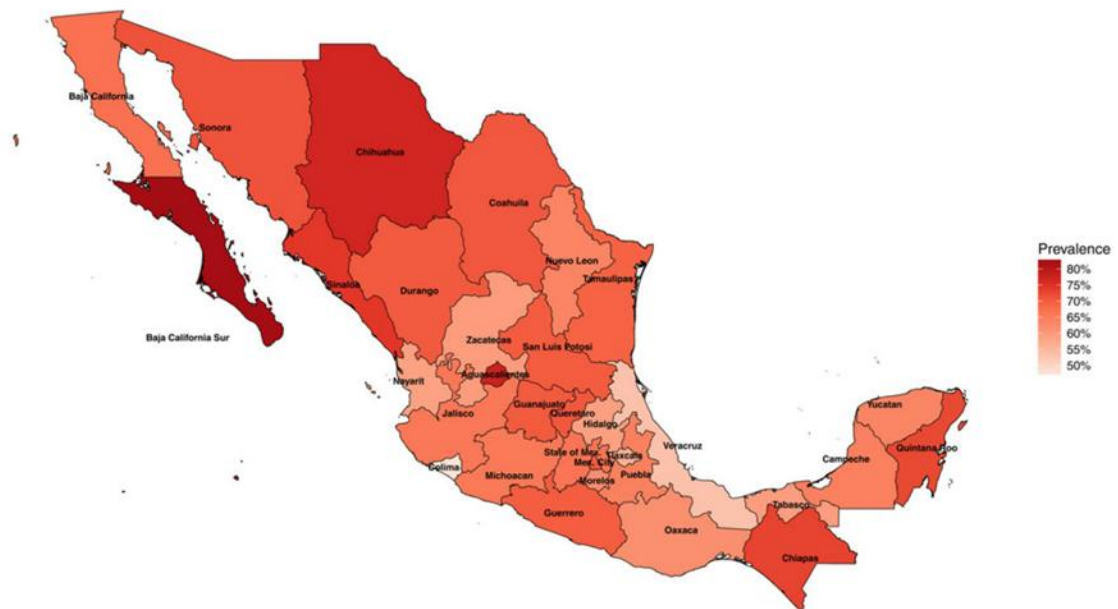 Baja California
Sonora
Chihuahua
Coahuila
Nuevo Leon
Tamaulipas
Sinaloa
Durango
Baja California Sur
Zacatecas
San Luis Potosi
Nayarit
Aguascalientes
Guanajuato
Queretaro
Jalisco
Hidalgo
Veracruz
Yucatan
Quintana Roo
Campeche
Colima
State of Mex.
Tlaxcala
Mex. City
Michoacan
Morelos
Puebla
Guerrero
Oaxaca
Tabasco
Chiapas
Prevalence
80%
75%
70%
65%
60%
55%
50%